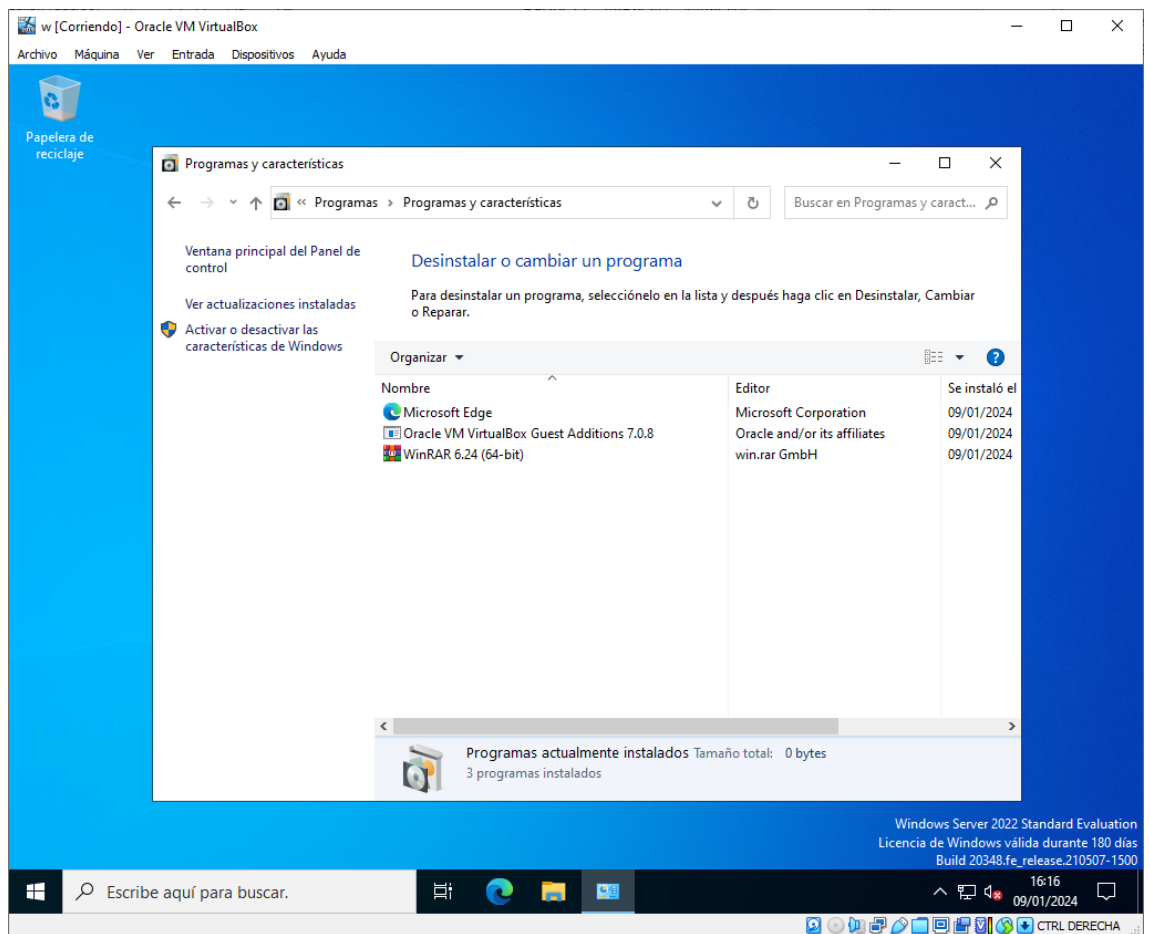 w [Corriendo] - Oracle VM VirtualBox
Archivo Máquina Ver Entrada Dispositivos Ayuda
Papelera de
reciclaje
Programas y características
« Programas > Programas y características
Buscar en Programas y caract...
Ventana principal del Panel de
control
Ver actualizaciones instaladas
Activar o desactivar las
características de Windows
Desinstalar o cambiar un programa
Para desinstalar un programa, selecciónelo en la lista y después haga clic en Desinstalar, Cambiar
o Reparar.
Organizar
Nombre Editor Se instaló el
Microsoft Edge Microsoft Corporation 09/01/2024
Oracle VM VirtualBox Guest Additions 7.0.8 Oracle and/or its affiliates 09/01/2024
WinRAR 6.24 (64-bit) win.rar GmbH 09/01/2024
Programas actualmente instalados Tamaño total: 0 bytes
3 programas instalados
Windows Server 2022 Standard Evaluation
Licencia de Windows válida durante 180 días
Build 20348.fe_release.210507-1500
Escribe aquí para buscar.
16:16
09/01/2024
CTRL DERECHA